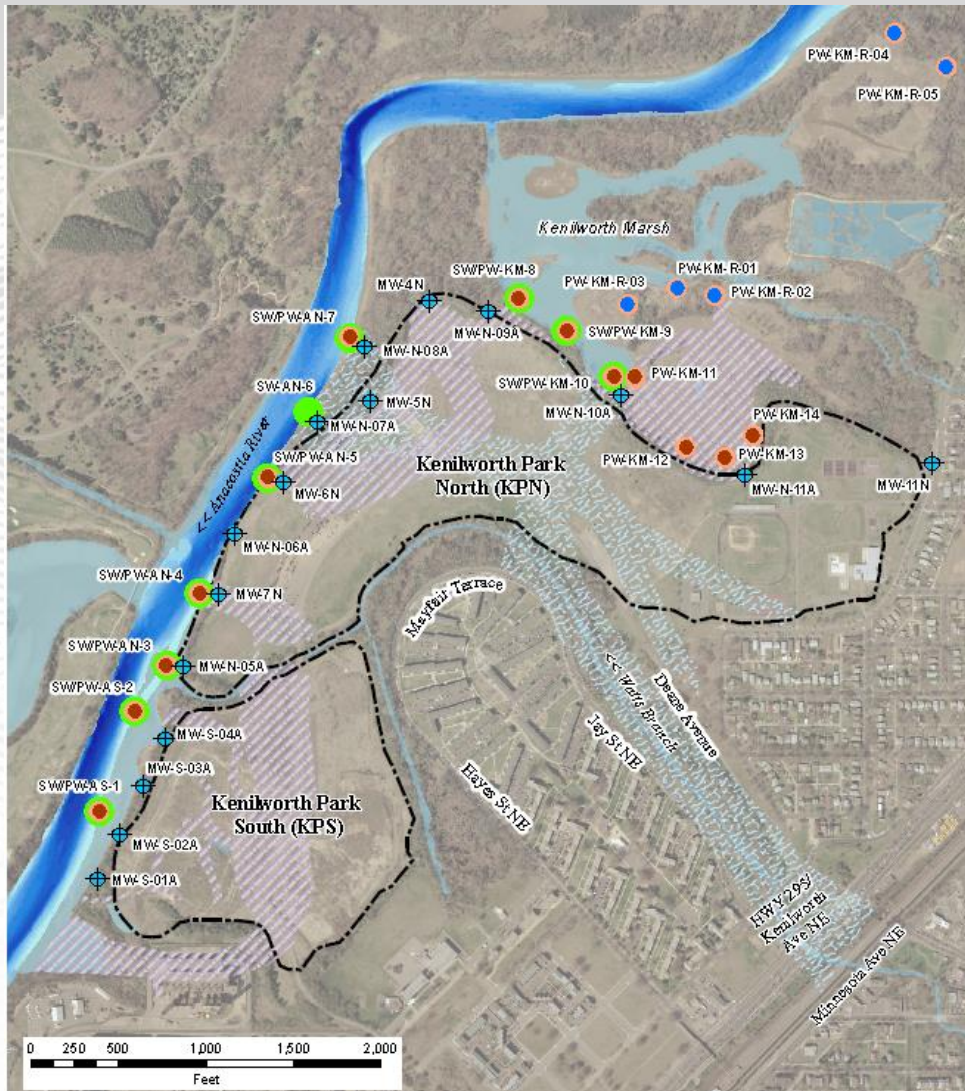 PW-KM-R-04
PW-KM-R-05
Kenilworth Marsh
SW/PW-KM-8
PW-KM-R-03
PW-KM-R-01
PW-KM-R-02
MW-4N
MW-N-09A
SW/PW-KM-9
SW/PW-AN-7
MW-N-08A
SW/PW-KM-10
PW-KM-11
SW-AN-6
MW-5N
MW-N-10A
MW-N-07A
PW-KM-14
PW-KM-12
PW-KM-13
SW/PW-AN-5
Kenilworth Park
North (KPN)
MW-6N
MW-N-11A
MW-11N
<< Anacostia River
MW-N-06A
SW/PW-AN-4
MW-7N
Mayfair Terrace
SW/PW-AN-3
MW-N-05A
SW/PW-AS-2
MW-S-04A
<< Watts Branch
Deane Avenue
Jay St NE
Hayes St NE
MW-S-03A
SW/PW-AS-1
Kenilworth Park
South (KPS)
MW-S-02A
MW-S-01A
HWY 295/
Kenilworth
Ave NE
Minnesota Ave NE
0 250 500 1,000 1,500 2,000
Feet